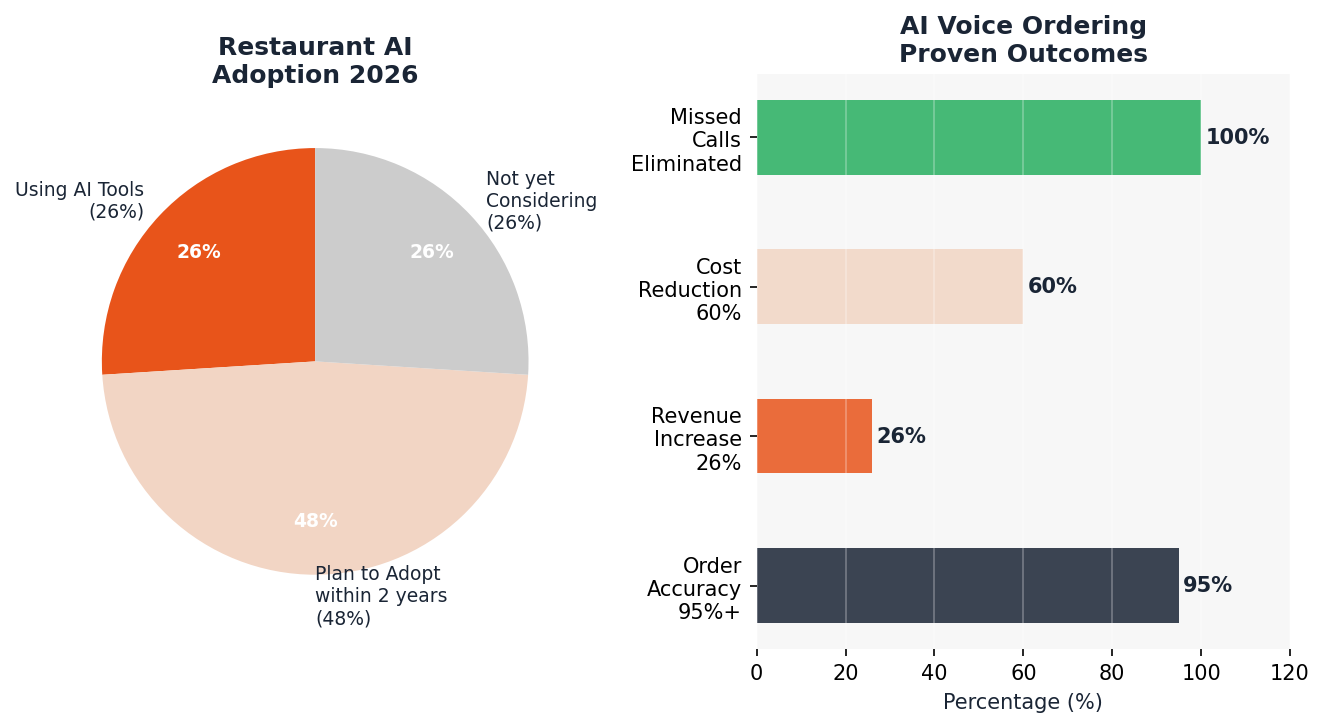 Restaurant AI
Adoption 2026
Using AI Tools
(26%)
26%
Not yet
Considering
(26%)
26%
48%
Plan to Adopt
within 2 years
(48%)
AI Voice Ordering
Proven Outcomes
Missed
Calls
Eliminated
100%
Cost
Reduction
60%
60%
Revenue
Increase
26%
26%
Order
Accuracy
95%+
95%
0 20 40 60 80 100 120
Percentage (%)